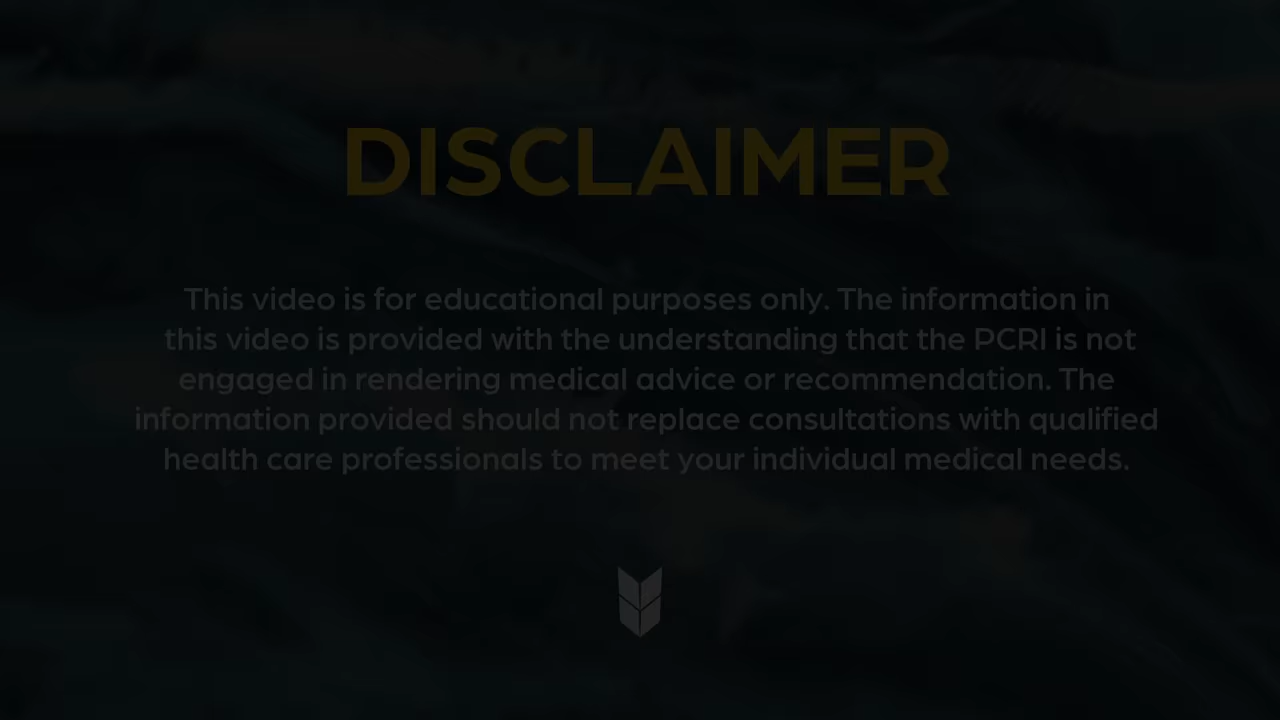 DISCLAIMER
This video is for educational purposes only. The information in
this video is provided with the understanding that the PCRI is not
engaged in rendering medical advice or recommendation. The
information provided should not replace consultations with qualified
health care professionals to meet your individual medical needs.